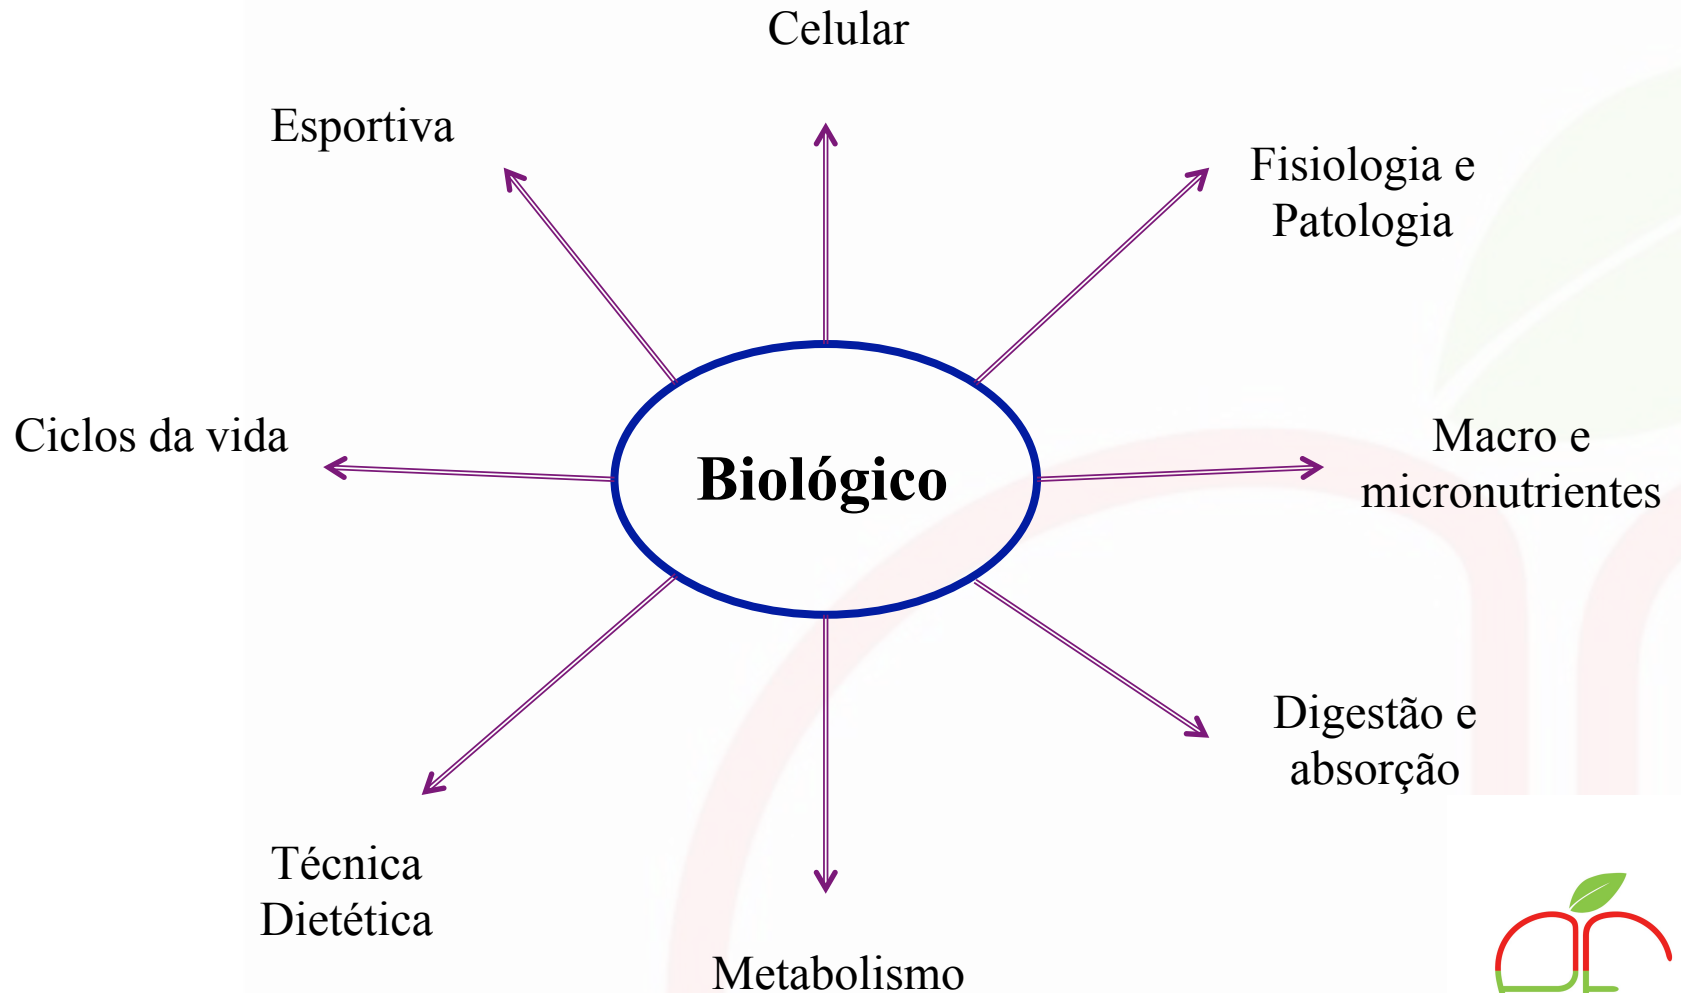 Celular
Esportiva
Fisiologia e
Patologia
Ciclos da vida
Biológico
Macro e
micronutrientes
Digestão e
absorção
Técnica
Dietética
Metabolismo